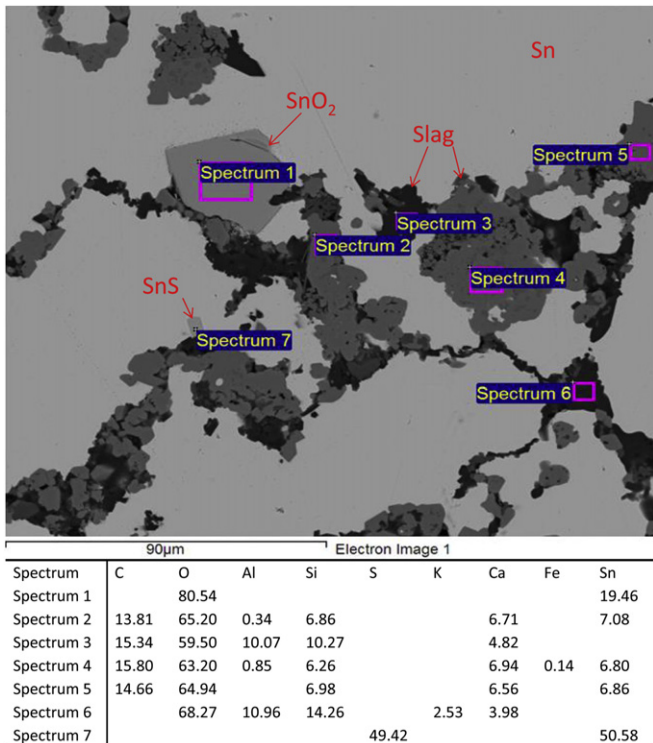 Sn
SnO2
Slag
Spectrum 5
Spectrum 1
Spectrum 3
Spectrum 2
Spectrum 4
SnS
Spectrum 7
Spectrum 6
90µm Electron Image 1
Spectrum C O Al Si S K Ca Fe Sn
Spectrum 1 80.54 19.46
Spectrum 2 13.81 65.20 0.34 6.86 6.71 7.08
Spectrum 3 15.34 59.50 10.07 10.27 4.82
Spectrum 4 15.80 63.20 0.85 6.26 6.94 0.14 6.80
Spectrum 5 14.66 64.94 6.98 6.56 6.86
Spectrum 6 68.27 10.96 14.26 2.53 3.98
Spectrum 7 49.42 50.58